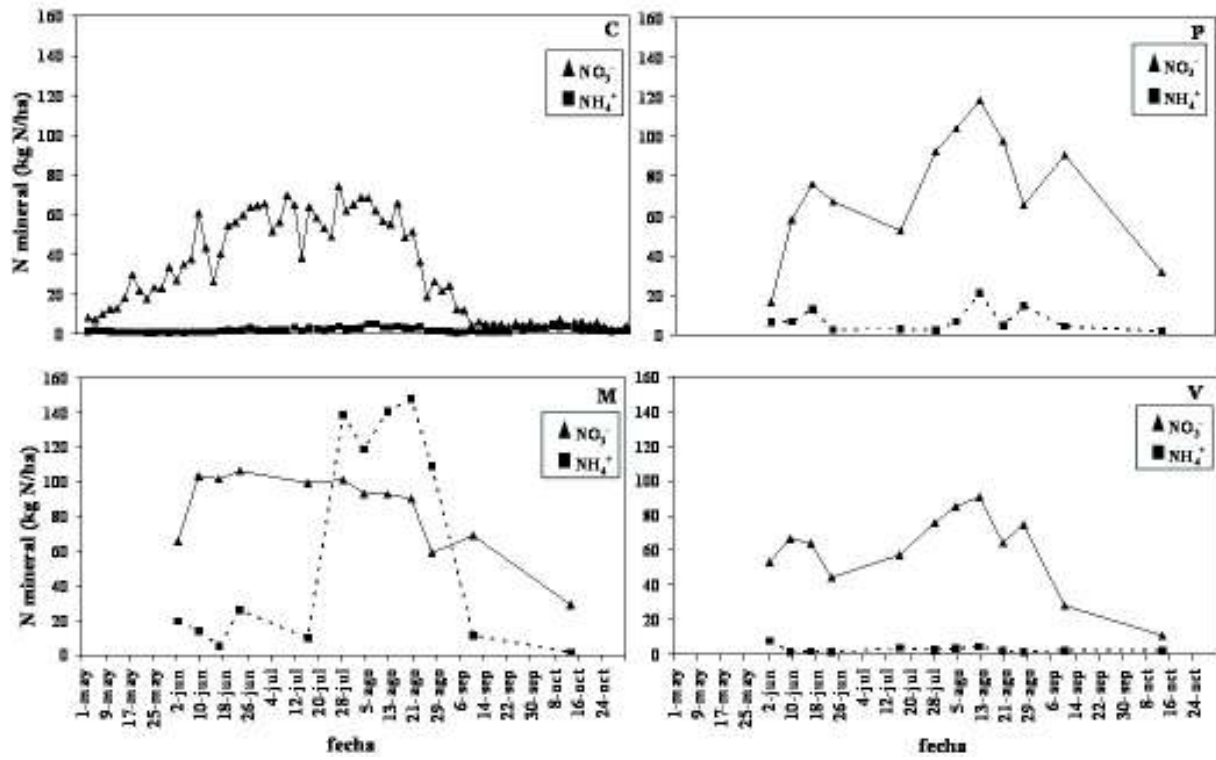 160
140
120
100
80
60
40
20
0
N mineral (kg N/ha)
C
NO₃⁻
NH₄⁺
160
140
120
100
80
60
40
20
0
P
NO₃⁻
NH₄⁺
160
140
120
100
80
60
40
20
0
N mineral (kg N/ha)
M
NO₃⁻
NH₄⁺
1-may
9-may
17-may
25-may
2-jun
10-jun
18-jun
26-jun
4-jul
12-jul
20-jul
28-jul
5-ago
13-ago
21-ago
29-ago
6-sep
14-sep
22-sep
30-sep
8-oct
16-oct
24-oct
fecha
160
140
120
100
80
60
40
20
0
V
NO₃⁻
NH₄⁺
1-may
9-may
17-may
25-may
2-jun
10-jun
18-jun
26-jun
4-jul
12-jul
20-jul
28-jul
5-ago
13-ago
21-ago
29-ago
6-sep
14-sep
22-sep
30-sep
8-oct
16-oct
24-oct
fecha